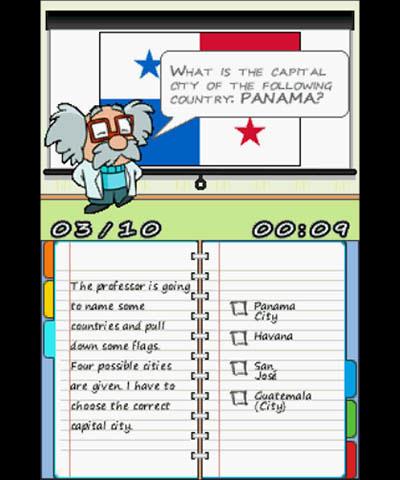 What is the capital
city of the following
country: PANAMA?
03/10
00:09
The professor is going
to name some
countries and pull
down some flags.
Four possible cities
are given. I have to
choose the correct
capital city.
Panama
City
Havana
San
José
Guatemala
(City)